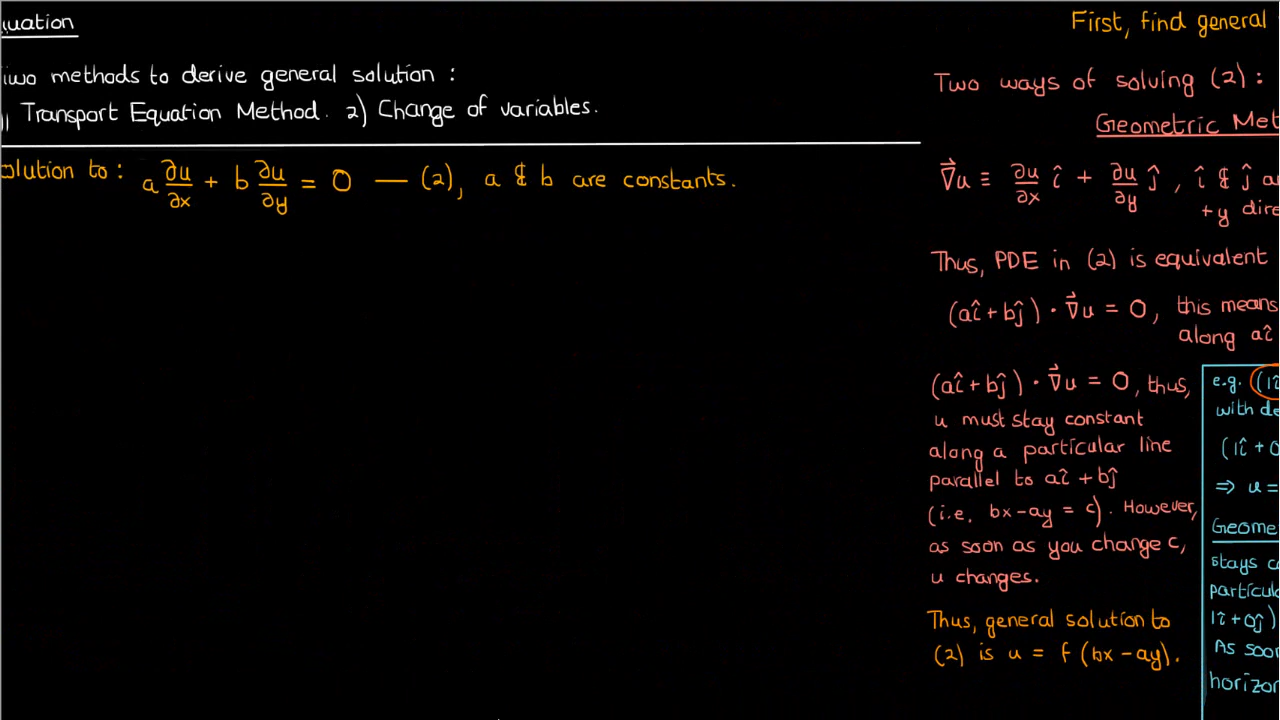 quation
Two methods to derive general solution :
1) Transport Equation Method. 2) Change of variables.
olution to : a ∂u/∂x + b ∂u/∂y = 0 — (2), a & b are constants.
First, find general
Two ways of solving (2) :
Geometric Met
∇⃗u ≡ ∂u/∂x î + ∂u/∂y ĵ , î & ĵ a
+y dire
Thus, PDE in (2) is equivalent
(aî + bĵ) · ∇⃗u = 0, this means
along aî
(aî + bĵ) · ∇⃗u = 0, thus,
u must stay constant
along a particular line
parallel to aî + bĵ
(i.e, bx - ay = c). However,
as soon as you change c,
u changes.
Thus, general solution to
(2) is u = f (bx - ay).
e.g. (1î
with de
(1î + 0
⇒ u =
Geome
stays c
particula
1î + 0ĵ)
As soon
horizon